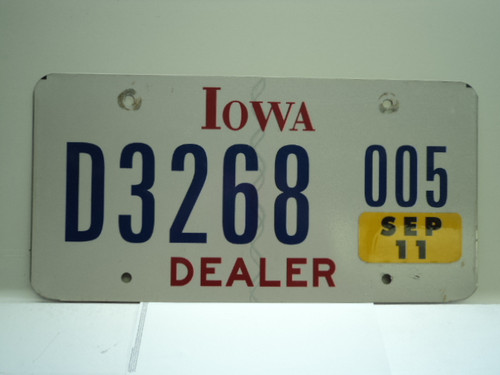 IOWA
D3268 005
SEP
11
DEALER